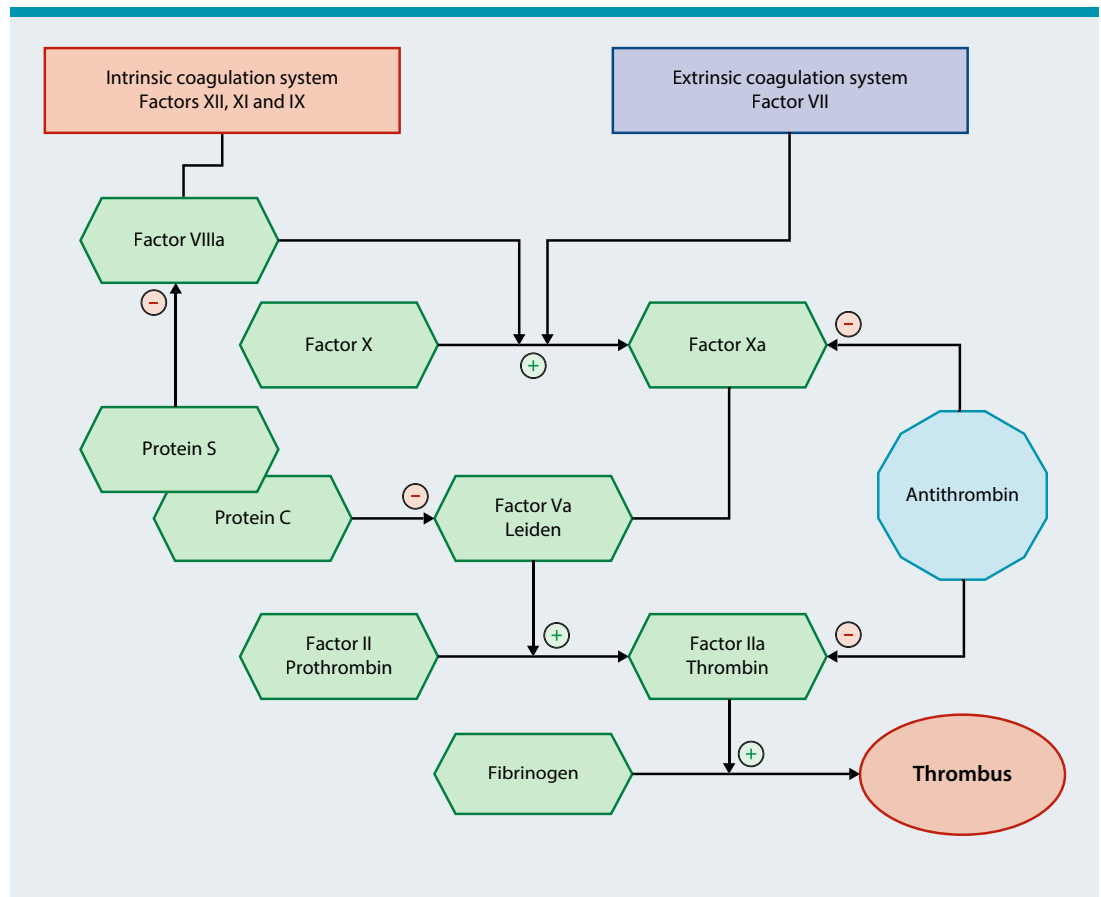 Intrinsic coagulation system
Factors XII, XI and IX
Extrinsic coagulation system
Factor VII
Factor VIIIa
−
Factor X
+
Factor Xa
−
Protein S
Protein C
−
Factor Va
Leiden
Antithrombin
Factor II
Prothrombin
+
Factor IIa
Thrombin
−
Fibrinogen
+
Thrombus